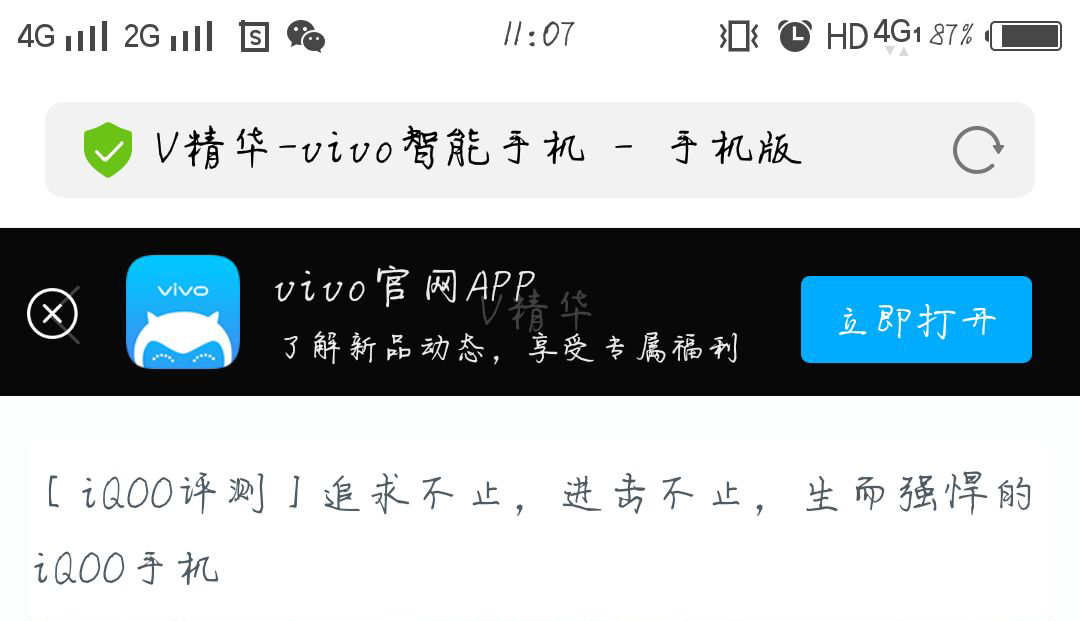 4G 2G S 11:07 HD 4G1 87%
V精华-vivo智能手机 - 手机版
vivo
vivo官网APP
V精华
了解新品动态，享受专属福利
立即打开
[iQOO评测]追求不止，进击不止，生而强悍的
iQOO手机